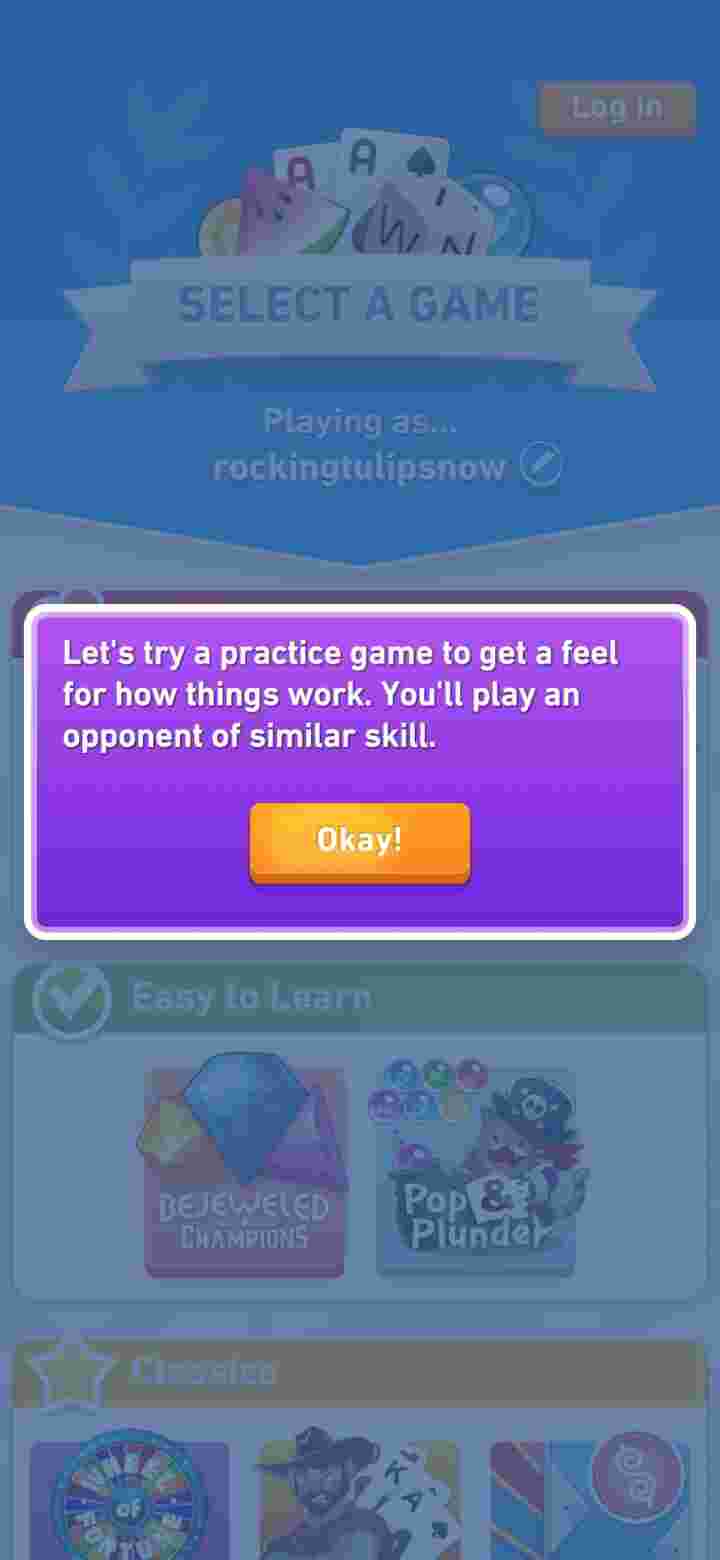 Log In
A
A
W
N
SELECT A GAME
Playing as...
rockingtulipsnow
Let's try a practice game to get a feel
for how things work. You'll play an
opponent of similar skill.
Okay!
Easy to Learn
BEJEWELED
CHAMPIONS
Pop &
Plunder
Classics
WHEEL
OF
FORTUNE
K
A